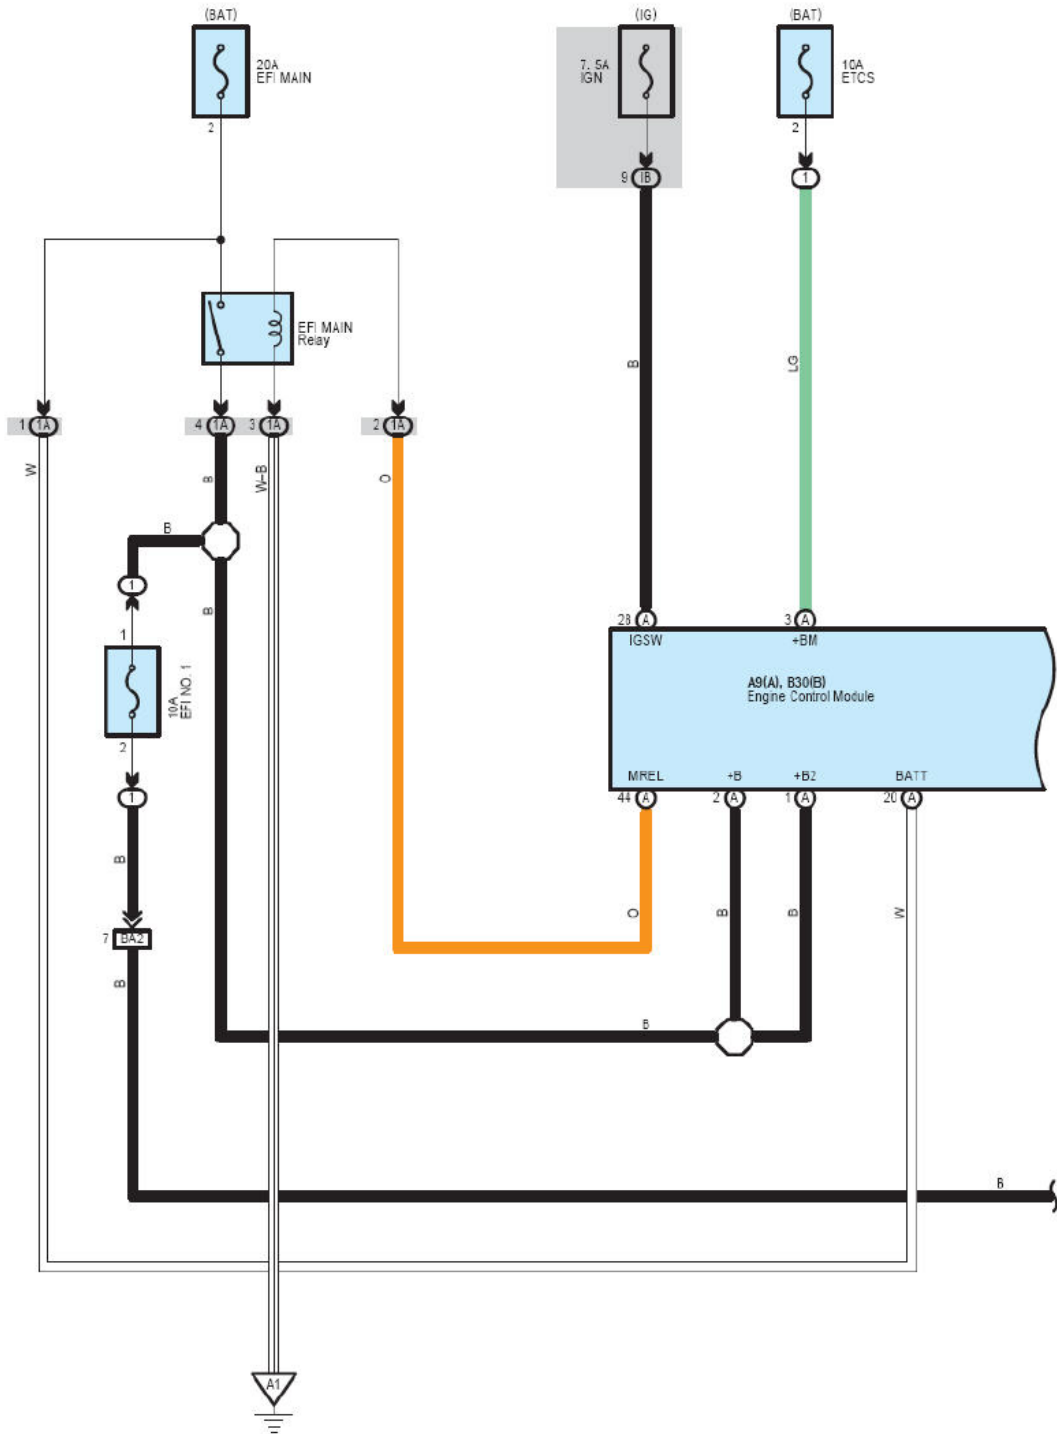 (BAT)
(IG)
(BAT)
20A
EFI MAIN
7. 5A
IGN
10A
ETCS
2
2
9 IB
1
EFI MAIN
Relay
B
LG
1 1A
4 1A
3 1A
2 1A
W
B
W-B
O
B
1
B
28 A
3 A
1
IGSW
+BM
10A
EFI NO. 1
A9(A), B30(B)
Engine Control Module
2
MREL
+B
+B2
BATT
1
44 A
2 A
1 A
20 A
B
O
B
B
W
7 BA2
B
B
B
A1